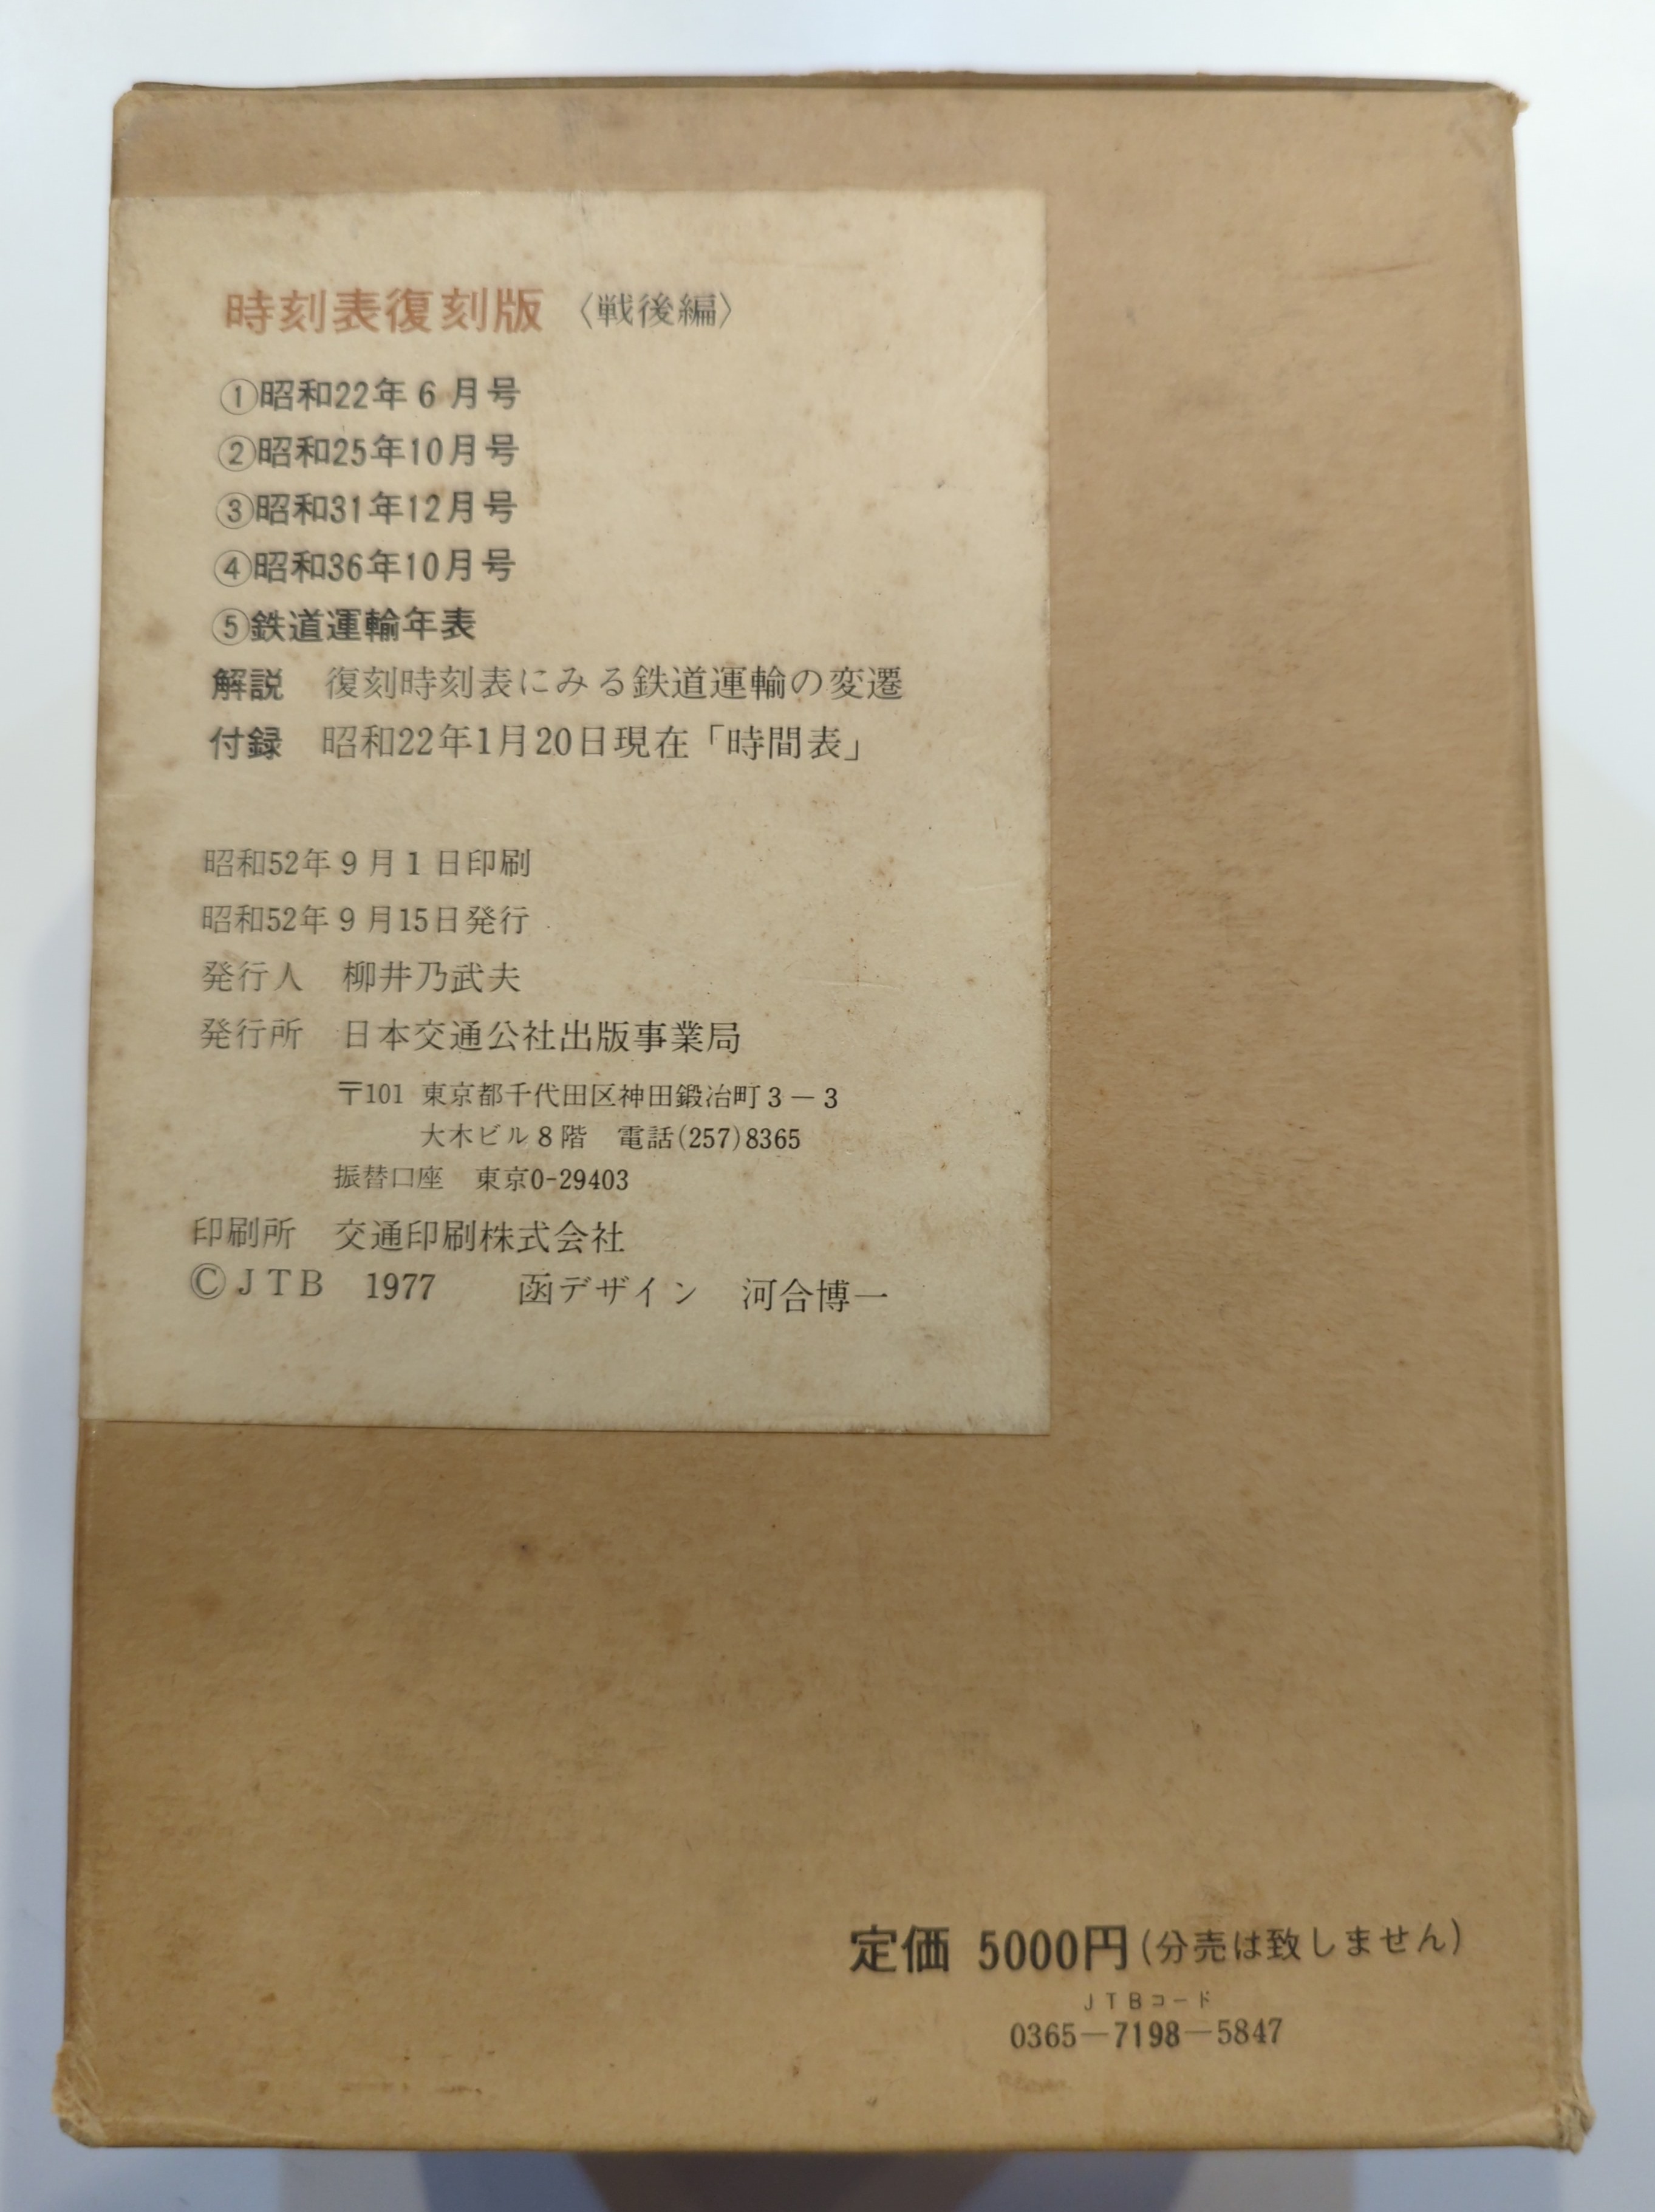 時刻表復刻版 〈戦後編〉
①昭和22年6月号
②昭和25年10月号
③昭和31年12月号
④昭和36年10月号
⑤鉄道運輸年表
解説 復刻時刻表にみる鉄道運輸の変遷
付録 昭和22年1月20日現在「時間表」
昭和52年9月1日印刷
昭和52年9月15日発行
発行人 柳井乃武夫
発行所 日本交通公社出版事業局
〒101 東京都千代田区神田鍛冶町3-3
大木ビル8階 電話(257)8365
振替口座 東京0-29403
印刷所 交通印刷株式会社
©JTB 1977 函デザイン 河合博一
定価 5000円(分売は致しません)
JTBコード
0365-7198-5847